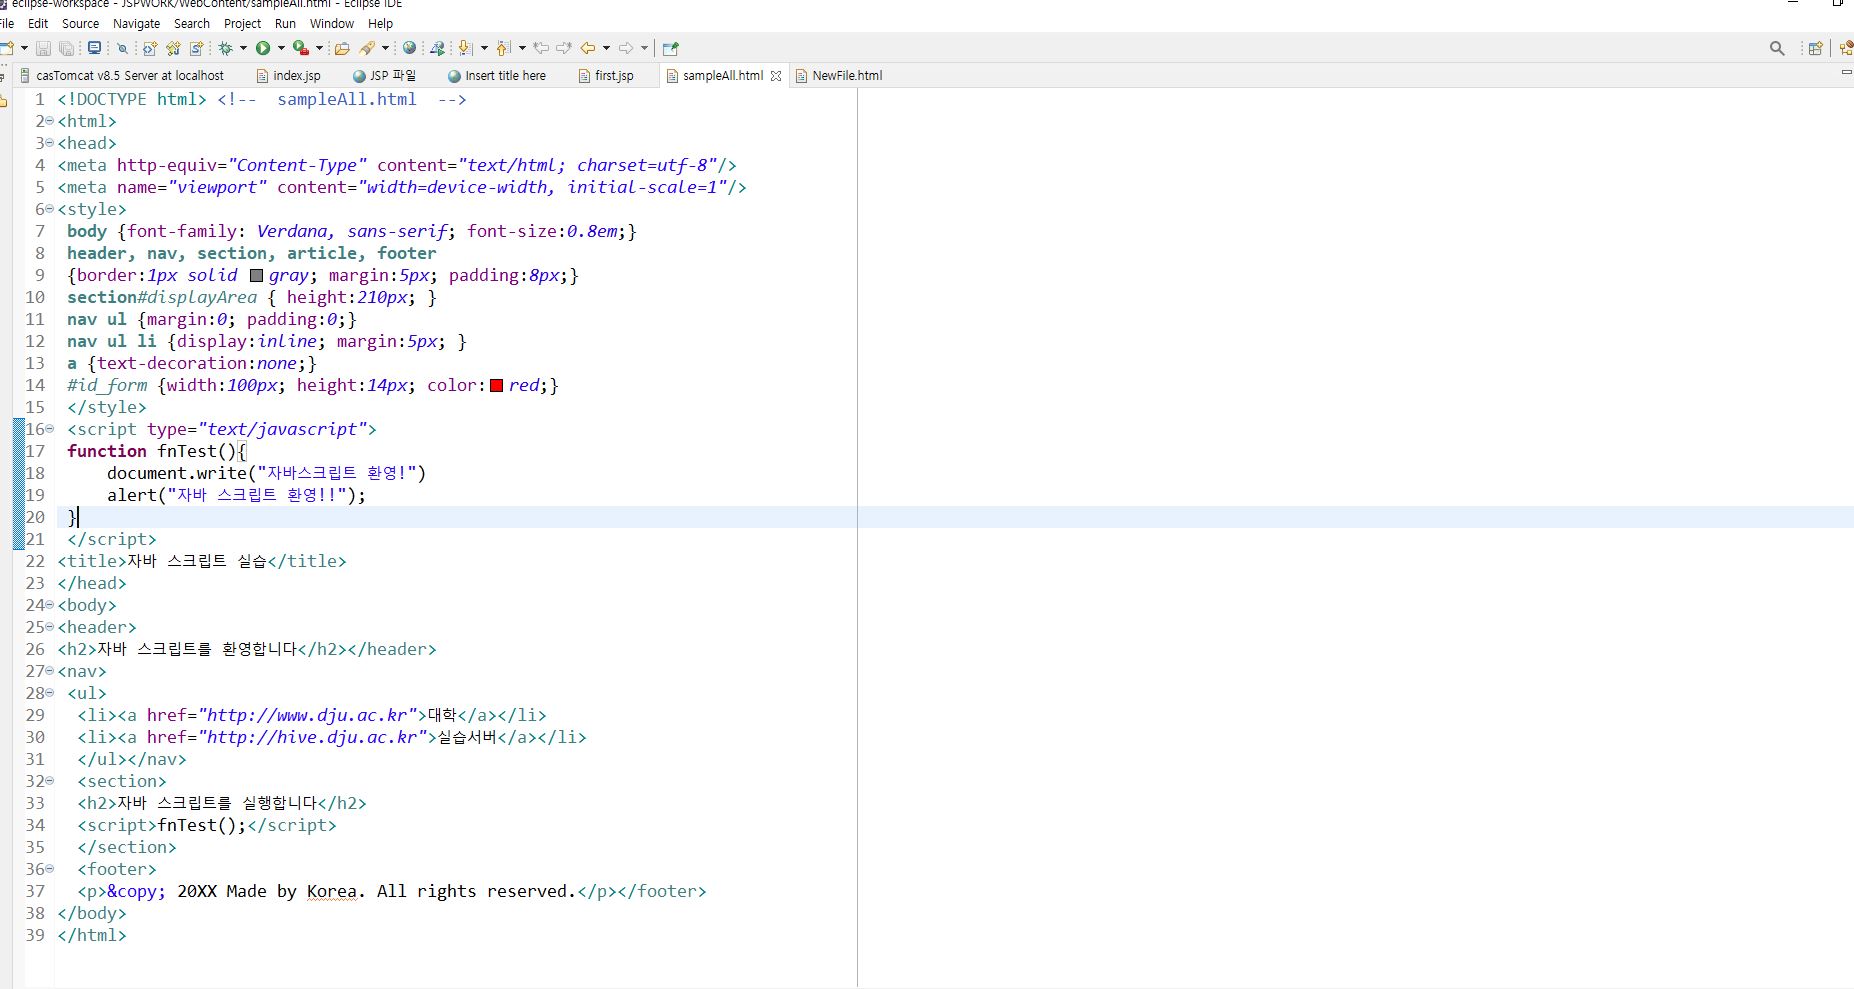 eclipse-workspace - JSPWORK/WebContent/sampleAll.html - Eclipse IDE
File Edit Source Navigate Search Project Run Window Help
casTomcat v8.5 Server at localhost index.jsp JSP 파일 Insert title here first.jsp sampleAll.html NewFile.html
1 <!DOCTYPE html> <!--  sampleAll.html  -->
2 <html>
3 <head>
4 <meta http-equiv="Content-Type" content="text/html; charset=utf-8"/>
5 <meta name="viewport" content="width=device-width, initial-scale=1"/>
6 <style>
7 body {font-family: Verdana, sans-serif; font-size:0.8em;}
8 header, nav, section, article, footer
9 {border:1px solid gray; margin:5px; padding:8px;}
10 section#displayArea { height:210px; }
11 nav ul {margin:0; padding:0;}
12 nav ul li {display:inline; margin:5px; }
13 a {text-decoration:none;}
14 #id_form {width:100px; height:14px; color:red;}
15 </style>
16 <script type="text/javascript">
17 function fnTest(){
18 document.write("자바스크립트 환영!")
19 alert("자바 스크립트 환영!!");
20 }
21 </script>
22 <title>자바 스크립트 실습</title>
23 </head>
24 <body>
25 <header>
26 <h2>자바 스크립트를 환영합니다</h2></header>
27 <nav>
28 <ul>
29 <li><a href="http://www.dju.ac.kr">대학</a></li>
30 <li><a href="http://hive.dju.ac.kr">실습서버</a></li>
31 </ul></nav>
32 <section>
33 <h2>자바 스크립트를 실행합니다</h2>
34 <script>fnTest();</script>
35 </section>
36 <footer>
37 <p>&copy; 20XX Made by Korea. All rights reserved.</p></footer>
38 </body>
39 </html>